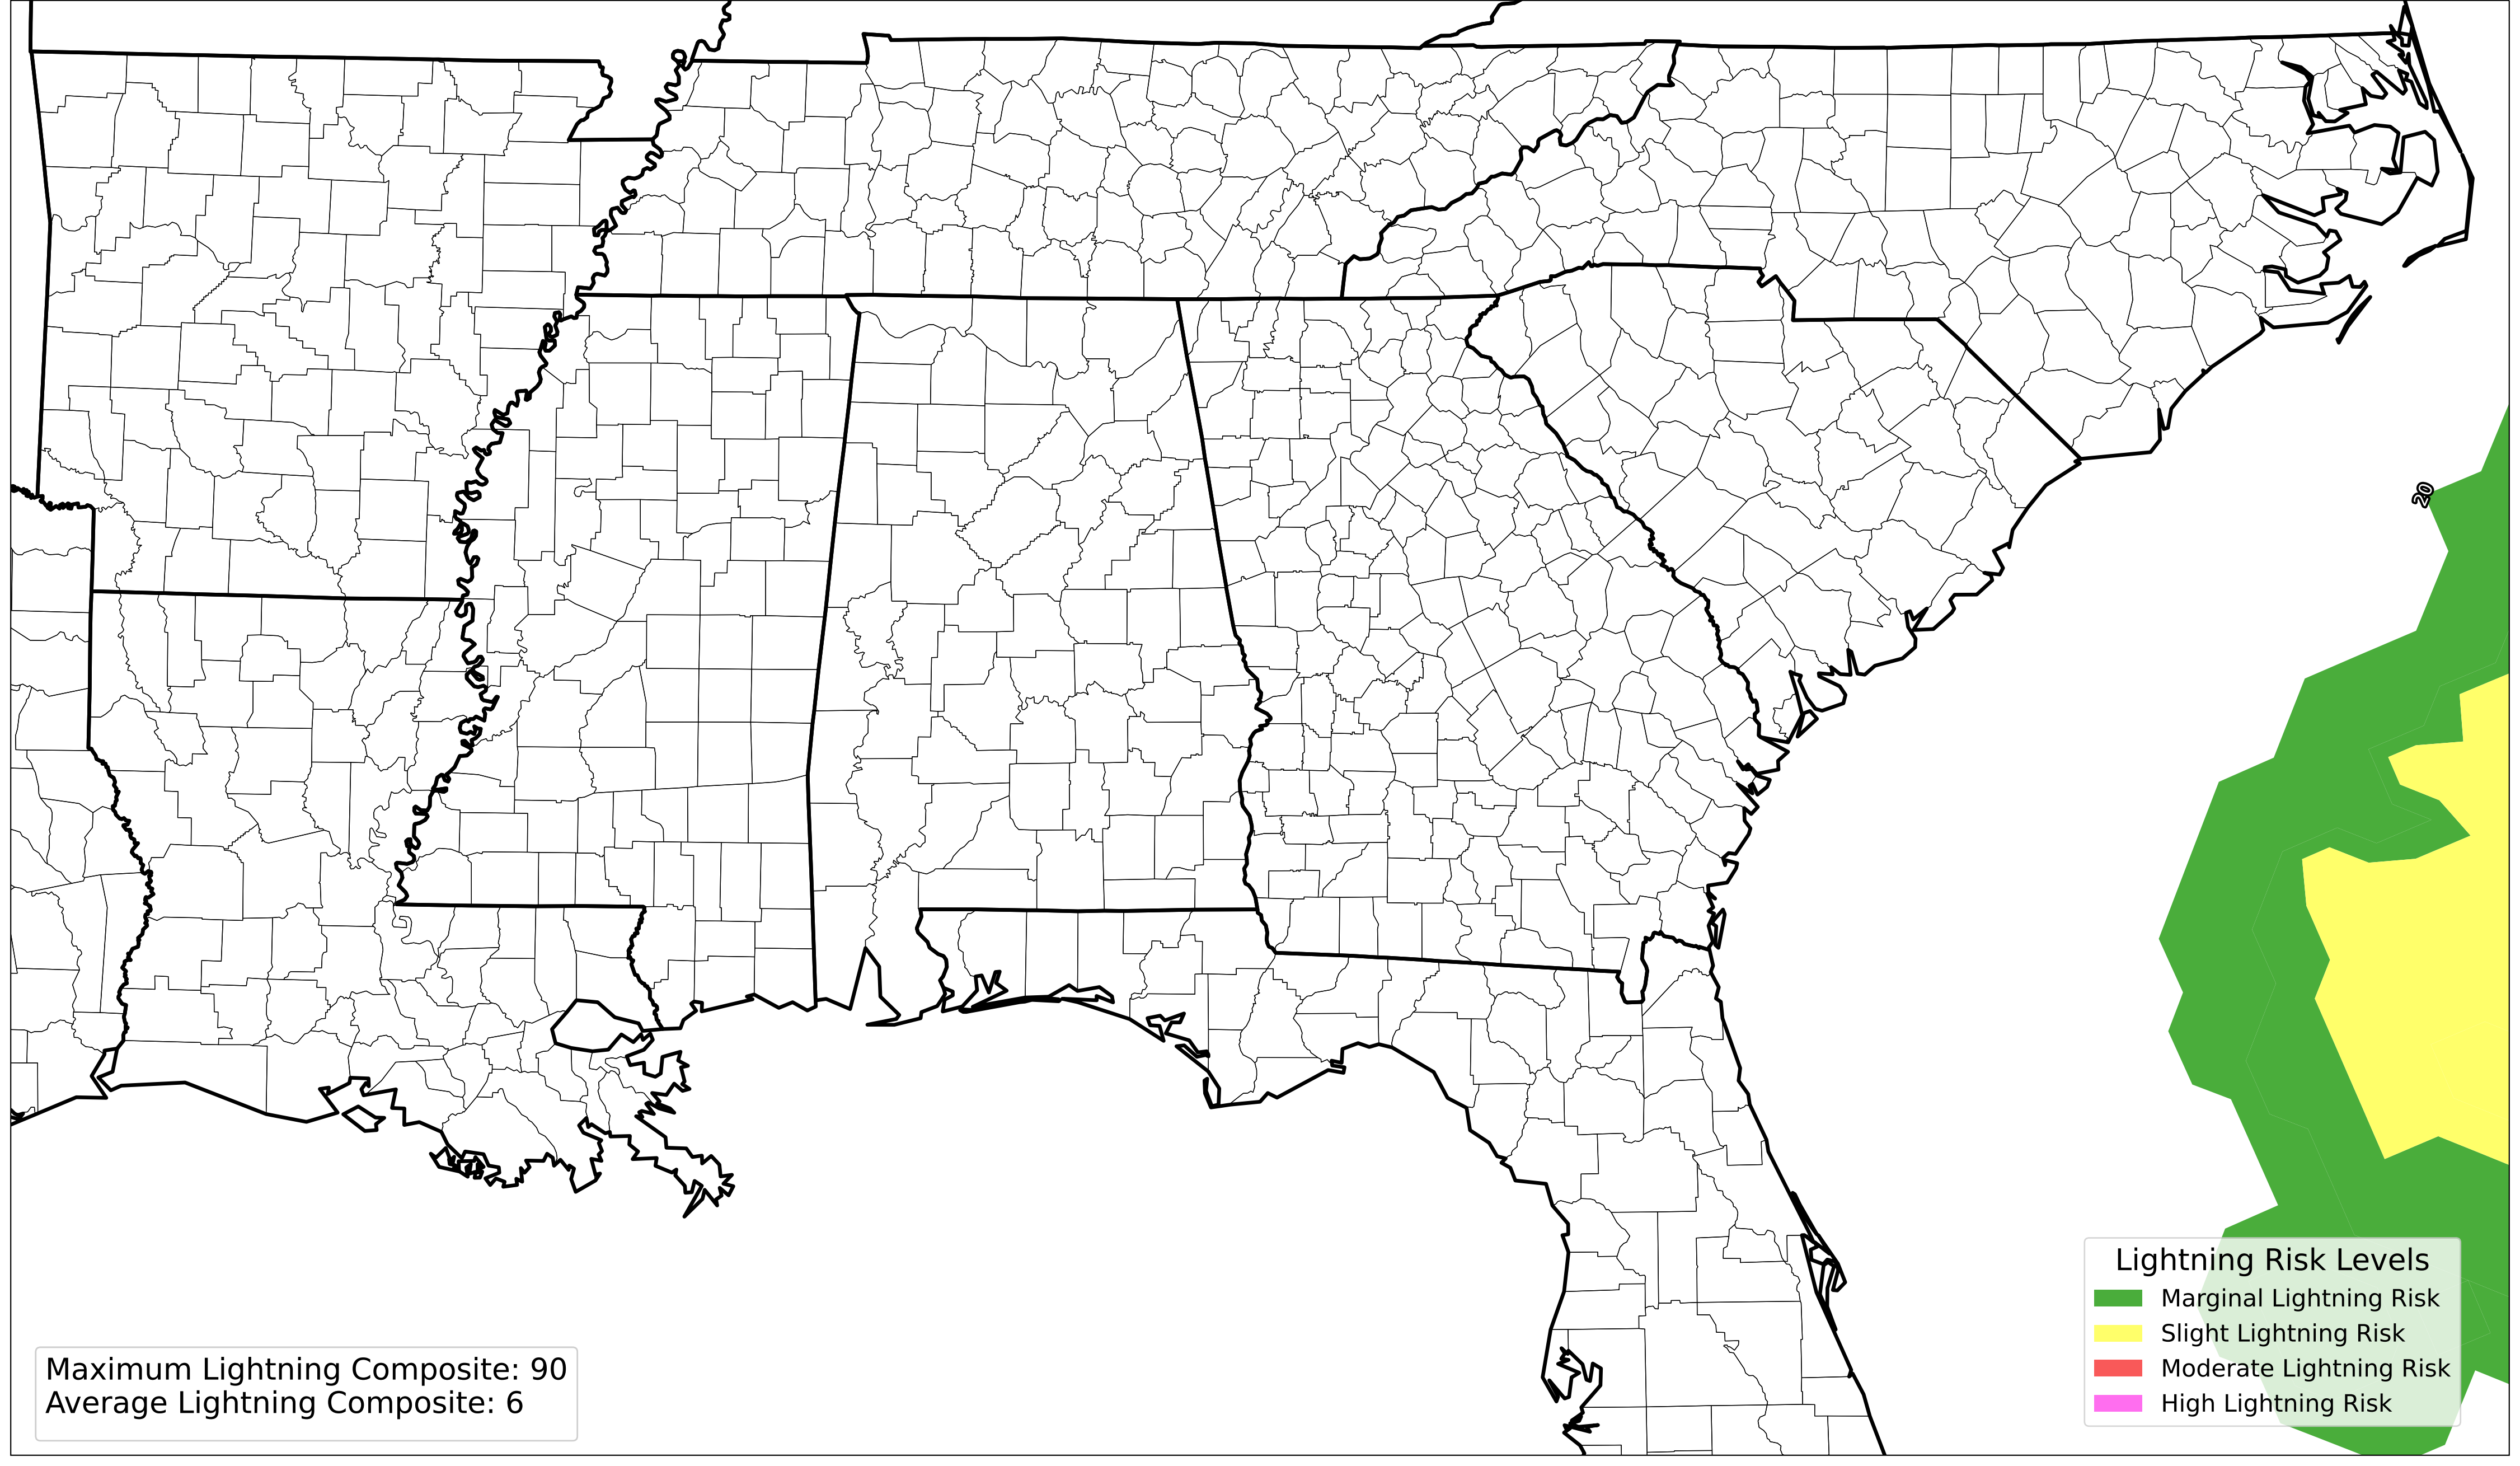 20
Lightning Risk Levels
Marginal Lightning Risk
Slight Lightning Risk
Moderate Lightning Risk
High Lightning Risk
Maximum Lightning Composite: 90
Average Lightning Composite: 6